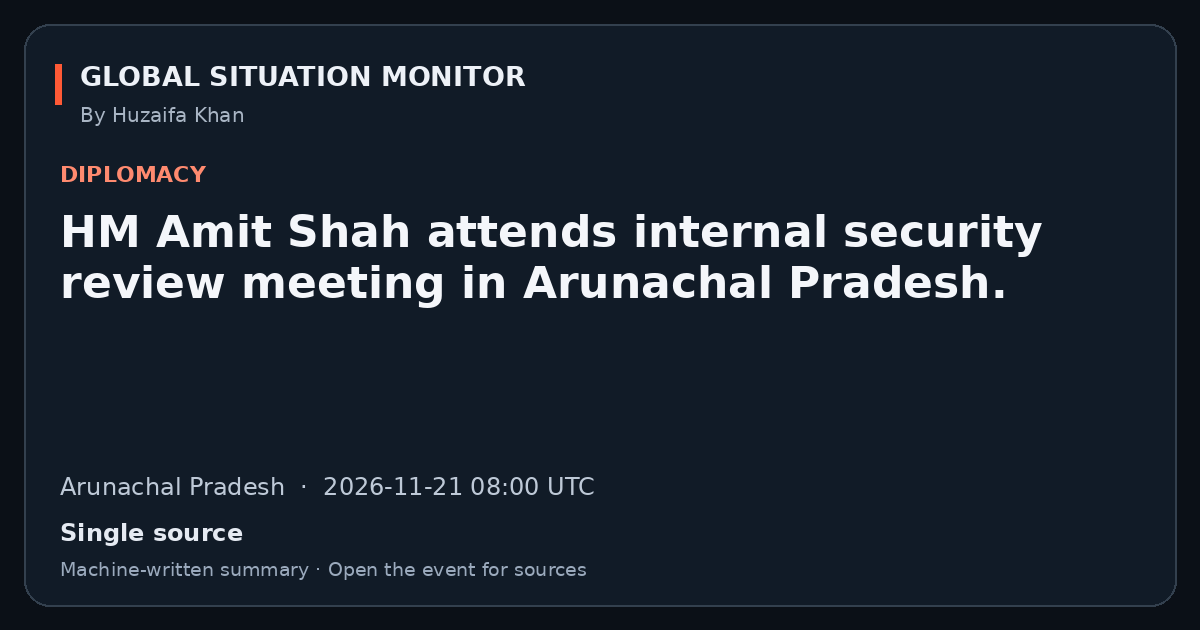 GLOBAL SITUATION MONITOR
By Huzaifa Khan
DIPLOMACY
HM Amit Shah attends internal security
review meeting in Arunachal Pradesh.
Arunachal Pradesh · 2026-11-21 08:00 UTC
Single source
Machine-written summary · Open the event for sources